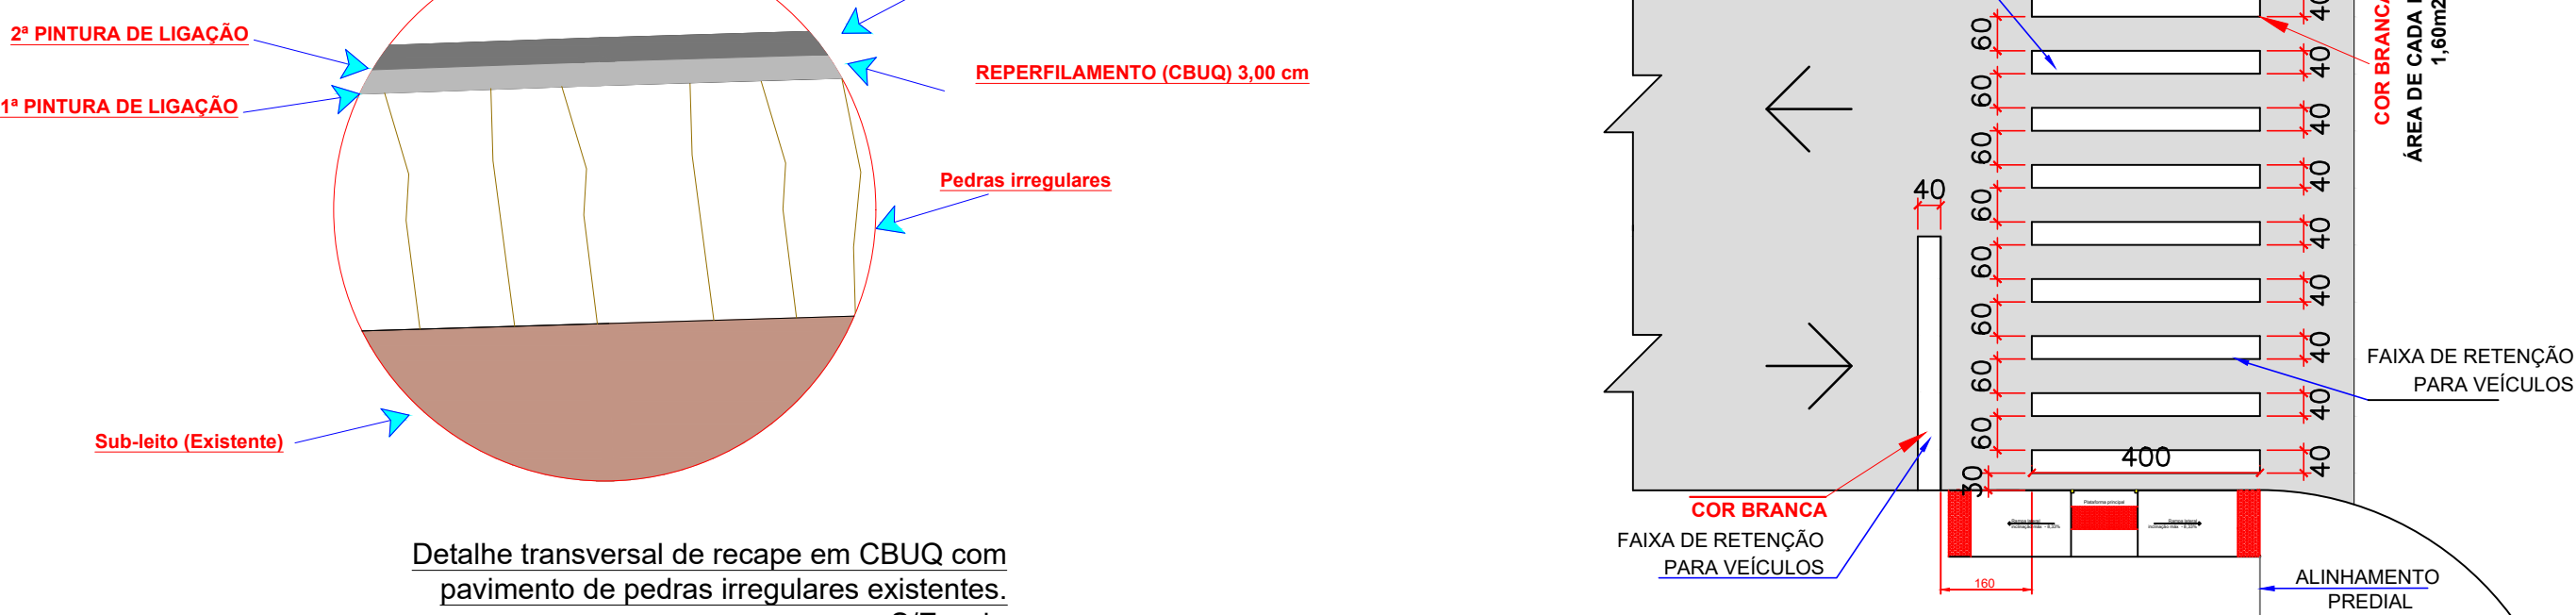 2ª PINTURA DE LIGAÇÃO
1ª PINTURA DE LIGAÇÃO
REPERFILAMENTO (CBUQ) 3,00 cm
Pedras irregulares
Sub-leito (Existente)
Detalhe transversal de recape em CBUQ com
pavimento de pedras irregulares existentes.
40
60
60
60
60
60
60
60
60
30
40
40
40
40
40
40
40
40
40
400
COR BRANCA
ÁREA DE CADA
1,60m2
FAIXA DE RETENÇÃO
PARA VEÍCULOS
COR BRANCA
FAIXA DE RETENÇÃO
PARA VEÍCULOS
Plataforma principal
160
ALINHAMENTO
PREDIAL